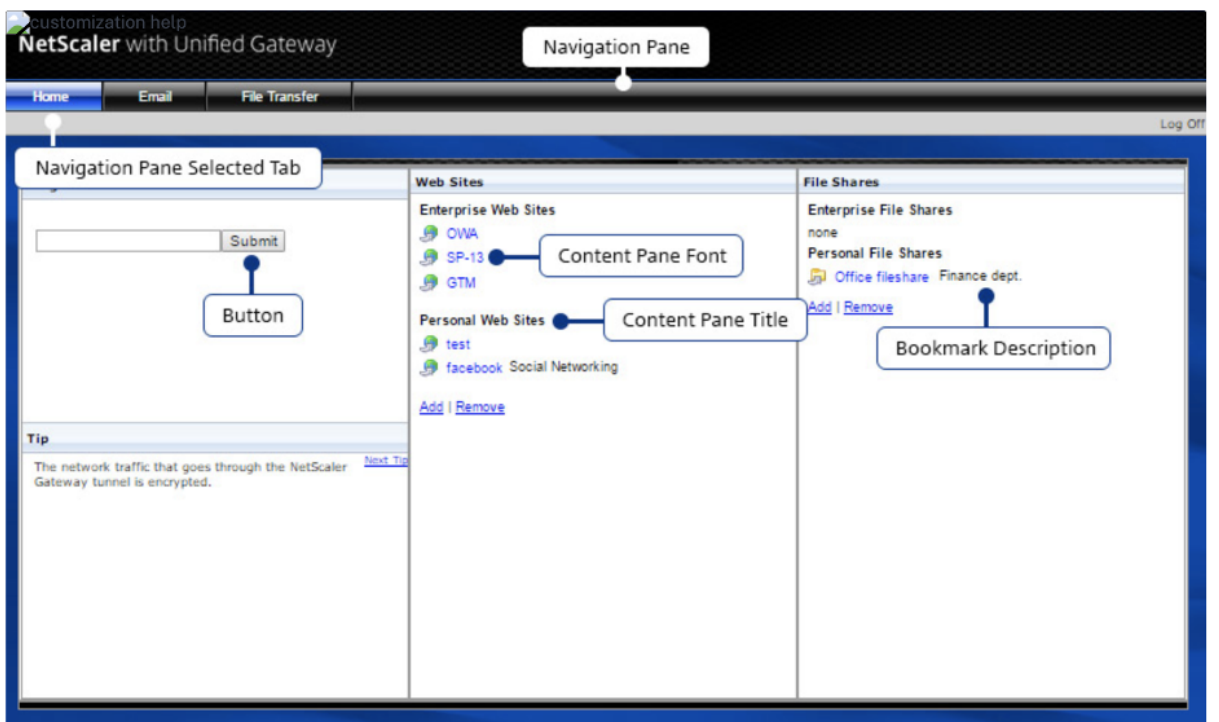 customization help
NetScaler with Unified Gateway
Navigation Pane
Home Email File Transfer
Log Off
Navigation Pane Selected Tab
Submit
Button
Tip
The network traffic that goes through the NetScaler
Gateway tunnel is encrypted.
Next Tip
Web Sites
Enterprise Web Sites
OWA
SP-13
Content Pane Font
GTM
Personal Web Sites
Content Pane Title
test
facebook Social Networking
Add | Remove
File Shares
Enterprise File Shares
none
Personal File Shares
Office fileshare Finance dept.
Add | Remove
Bookmark Description